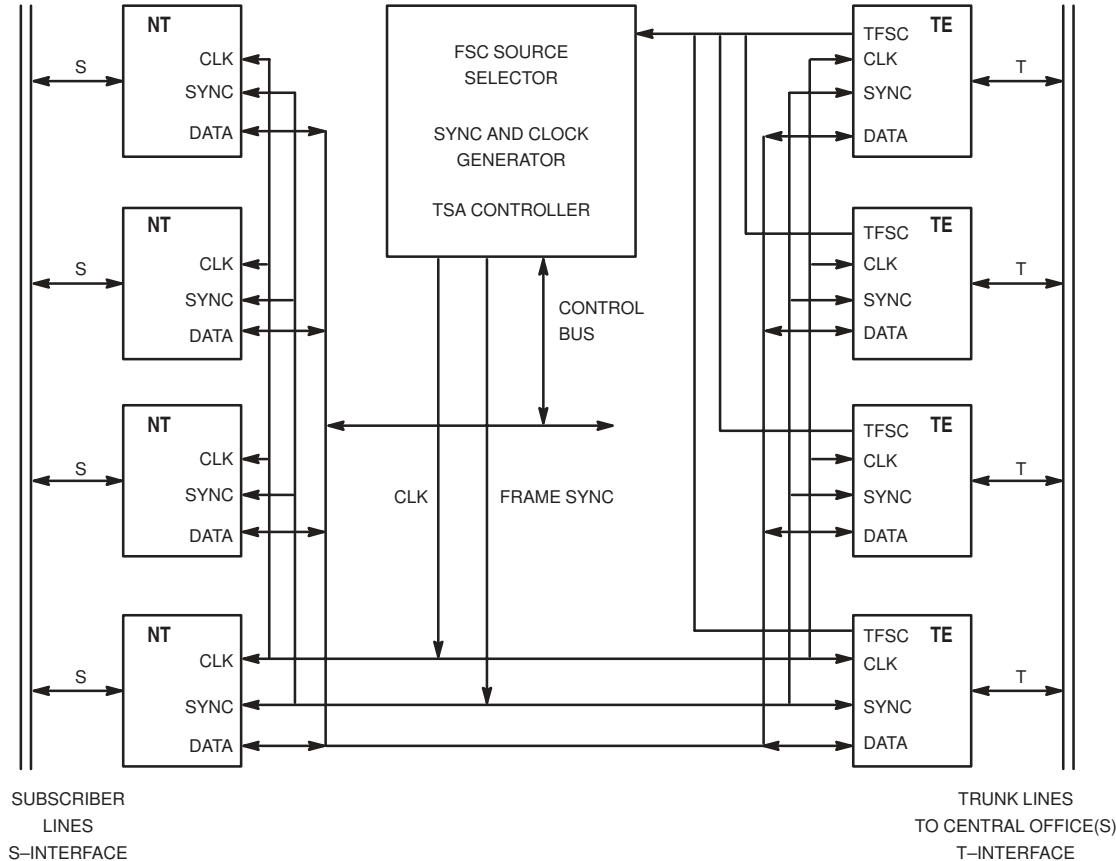 NT
CLK
SYNC
DATA
S
NT
CLK
SYNC
DATA
S
NT
CLK
SYNC
DATA
S
NT
CLK
SYNC
DATA
S
SUBSCRIBER
LINES
S–INTERFACE
FSC SOURCE
SELECTOR
SYNC AND CLOCK
GENERATOR
TSA CONTROLLER
CONTROL
BUS
CLK
FRAME SYNC
TFSC TE
CLK
SYNC
DATA
T
TFSC TE
CLK
SYNC
DATA
T
TFSC TE
CLK
SYNC
DATA
T
TFSC TE
CLK
SYNC
DATA
T
TRUNK LINES
TO CENTRAL OFFICE(S)
T–INTERFACE